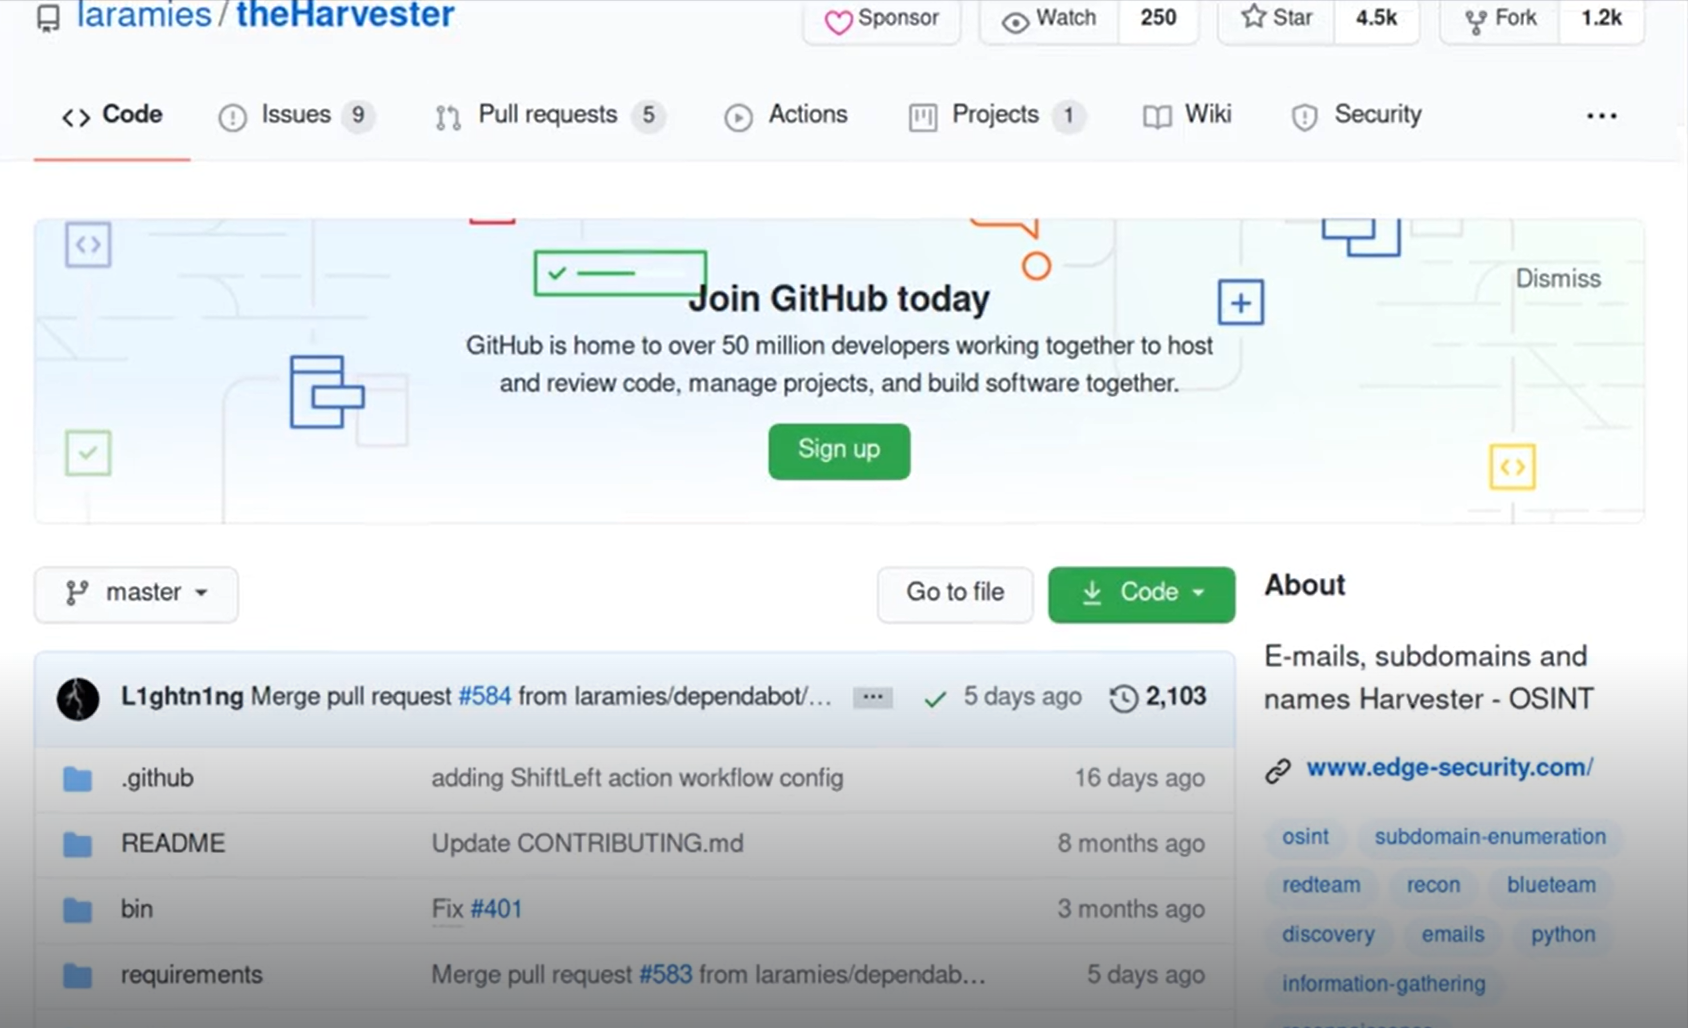 laramies / theHarvester
Sponsor
Watch 250
Star 4.5k
Fork 1.2k
Code
Issues 9
Pull requests 5
Actions
Projects 1
Wiki
Security
Dismiss
Join GitHub today
GitHub is home to over 50 million developers working together to host
and review code, manage projects, and build software together.
Sign up
master
Go to file
Code
L1ghtn1ng Merge pull request #584 from laramies/dependabot/… 5 days ago 2,103
.github adding ShiftLeft action workflow config 16 days ago
README Update CONTRIBUTING.md 8 months ago
bin Fix #401 3 months ago
requirements Merge pull request #583 from laramies/dependab… 5 days ago
About
E-mails, subdomains and
names Harvester - OSINT
www.edge-security.com/
osint subdomain-enumeration
redteam recon blueteam
discovery emails python
information-gathering